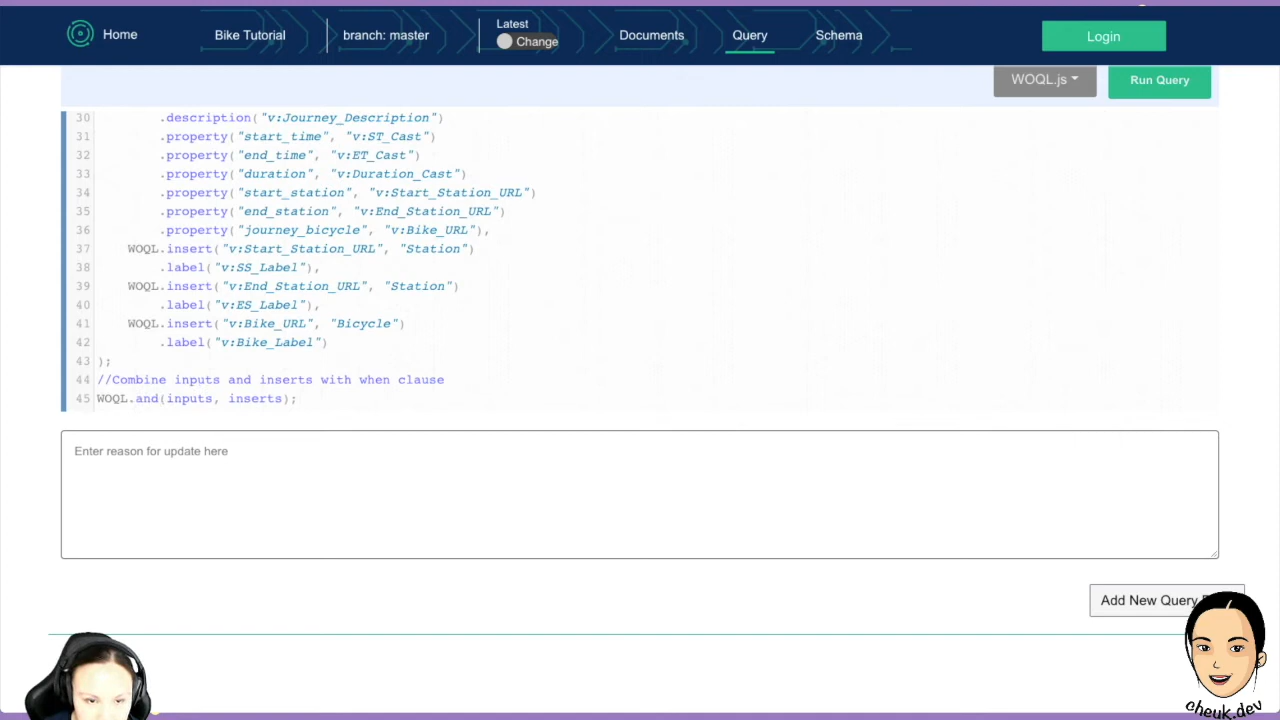 Home
Bike Tutorial
branch: master
Latest
Change
Documents
Query
Schema
Login
WOQL.js
Run Query
30 .description("v:Journey_Description")
31 .property("start_time", "v:ST_Cast")
32 .property("end_time", "v:ET_Cast")
33 .property("duration", "v:Duration_Cast")
34 .property("start_station", "v:Start_Station_URL")
35 .property("end_station", "v:End_Station_URL")
36 .property("journey_bicycle", "v:Bike_URL"),
37 WOQL.insert("v:Start_Station_URL", "Station")
38 .label("v:SS_Label"),
39 WOQL.insert("v:End_Station_URL", "Station")
40 .label("v:ES_Label"),
41 WOQL.insert("v:Bike_URL", "Bicycle")
42 .label("v:Bike_Label")
43 );
44 //Combine inputs and inserts with when clause
45 WOQL.and(inputs, inserts);
Enter reason for update here
Add New Query
cheuk.dev